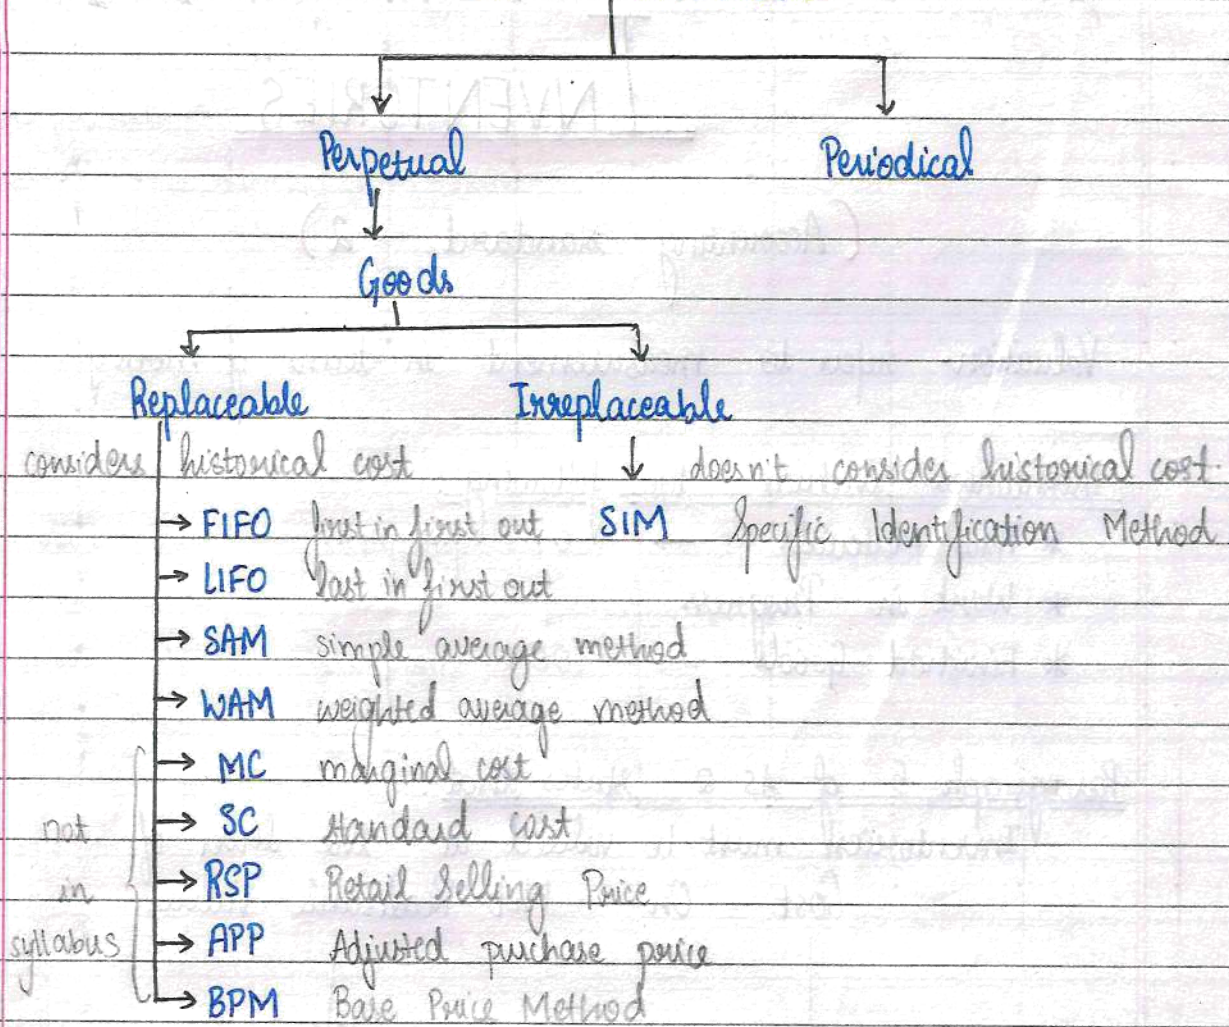 Perpetual Periodical
Goods
Replaceable Irreplaceable
considers historical cost doesn't consider historical cost.
FIFO first in first out SIM Specific Identification Method
LIFO last in first out
SAM simple average method
WAM weighted average method
MC marginal cost
not SC standard cost
in RSP Retail Selling Price
syllabus APP Adjusted purchase price
BPM Base Price Method